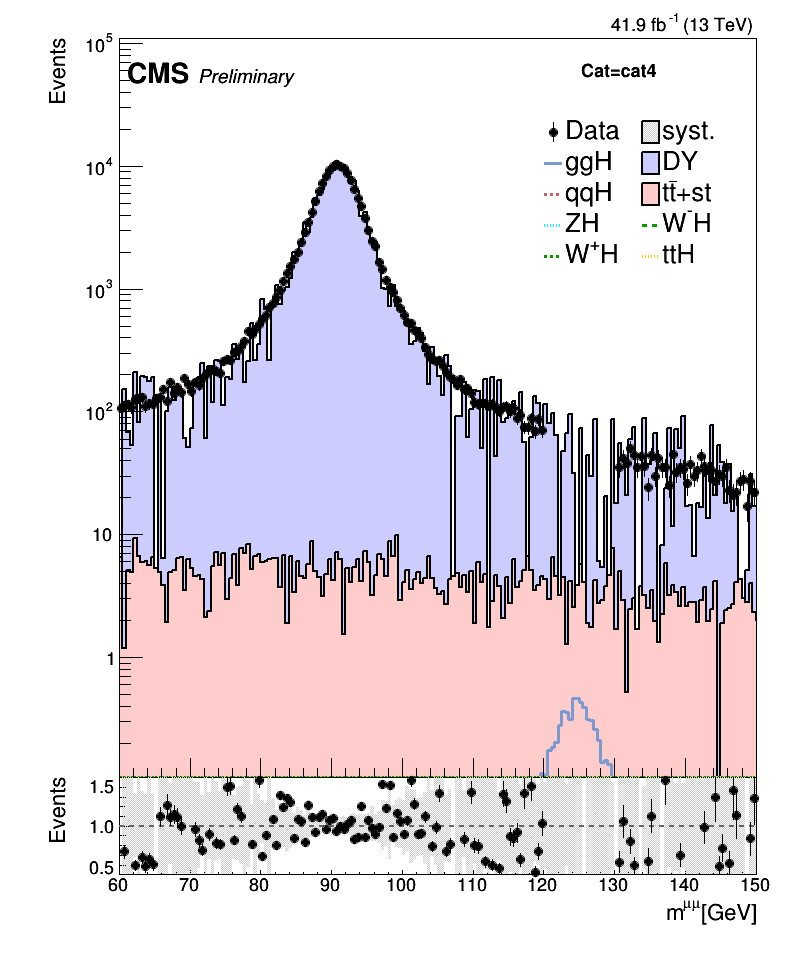 41.9 fb⁻¹ (13 TeV)
Events
10⁵
CMS Preliminary
Cat=cat4
Data
syst.
ggH
DY
qqH
tt̄+st
ZH
W⁻H
W⁺H
ttH
10⁴
10³
10²
10
1
Events
1.5
1.0
0.5
60 70 80 90 100 110 120 130 140 150
m^μμ[GeV]